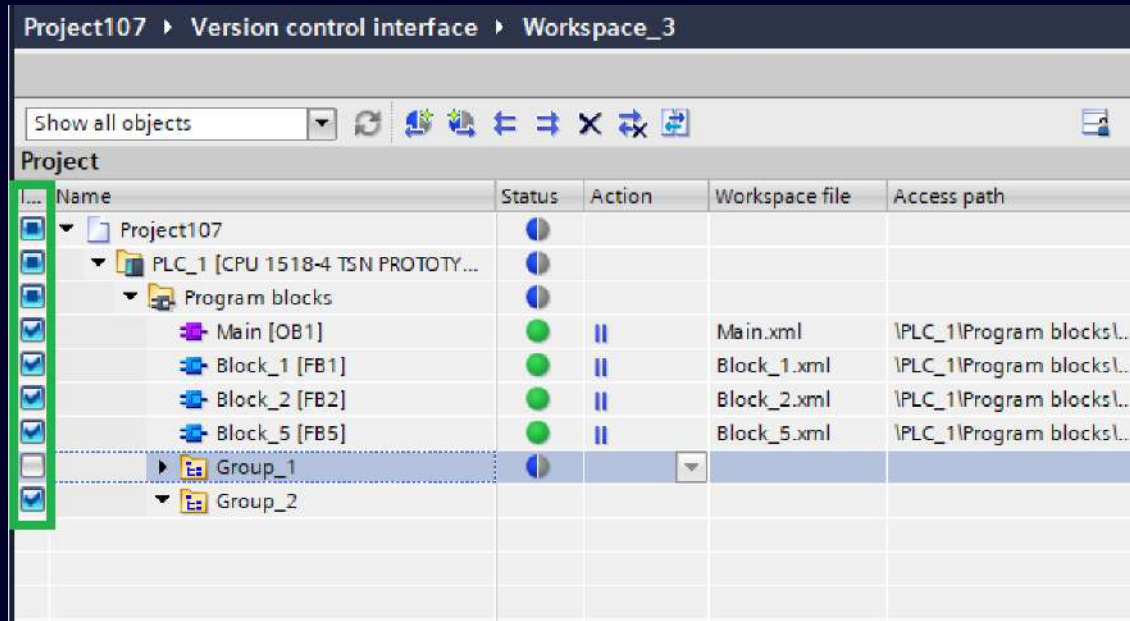 Project107 ▸ Version control interface ▸ Workspace_3
Show all objects
Project
I... Name Status Action Workspace file Access path
Project107
PLC_1 [CPU 1518-4 TSN PROTOTY...
Program blocks
Main [OB1] Main.xml \PLC_1\Program blocks\...
Block_1 [FB1] Block_1.xml \PLC_1\Program blocks\...
Block_2 [FB2] Block_2.xml \PLC_1\Program blocks\...
Block_5 [FB5] Block_5.xml \PLC_1\Program blocks\...
Group_1
Group_2